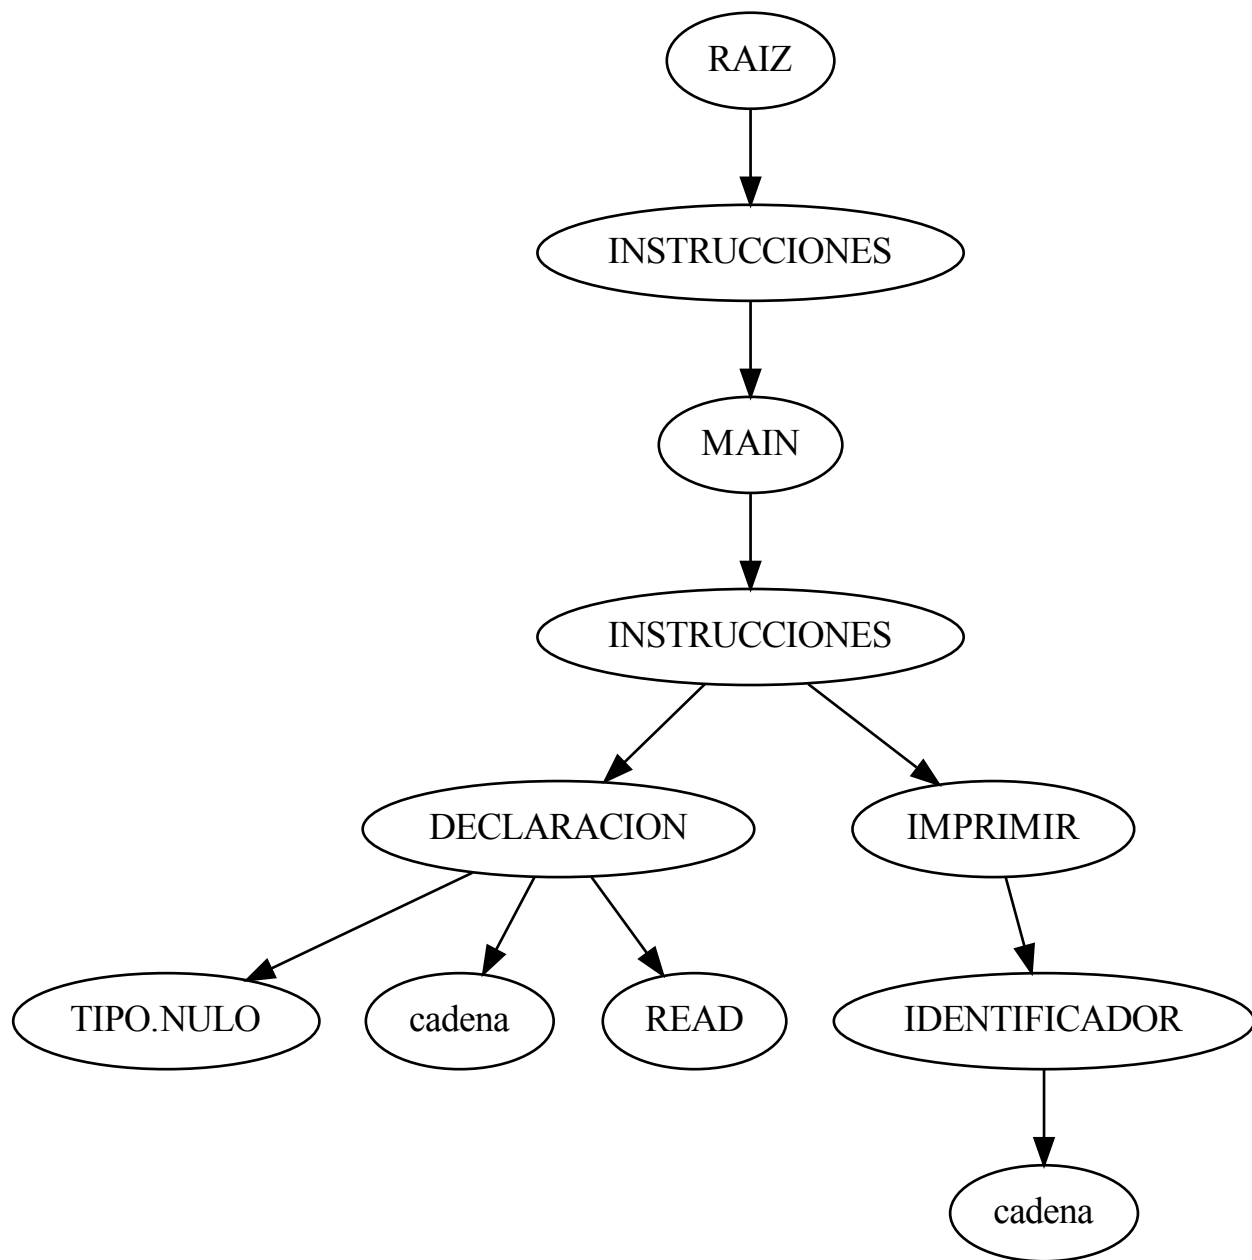 RAIZ
INSTRUCCIONES
MAIN
INSTRUCCIONES
DECLARACION
IMPRIMIR
TIPO.NULO
cadena
READ
IDENTIFICADOR
cadena